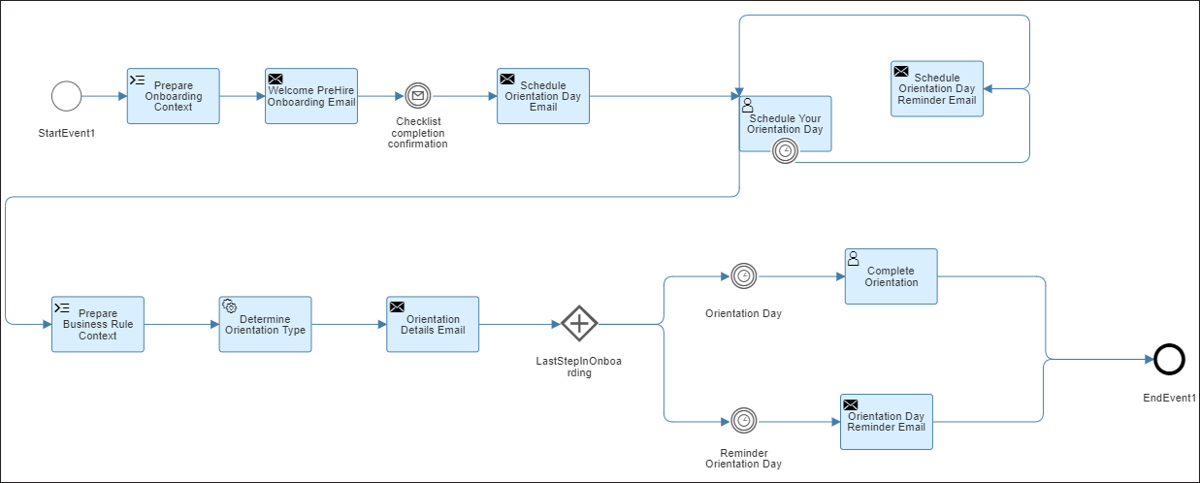 StartEvent1
Prepare
Onboarding
Context
Welcome PreHire
Onboarding Email
Checklist
completion
confirmation
Schedule
Orientation Day
Email
Schedule Your
Orientation Day
Schedule
Orientation Day
Reminder Email
Prepare
Business Rule
Context
Determine
Orientation Type
Orientation
Details Email
LastStepInOnboa
rding
Orientation Day
Complete
Orientation
Reminder
Orientation Day
Orientation Day
Reminder Email
EndEvent1